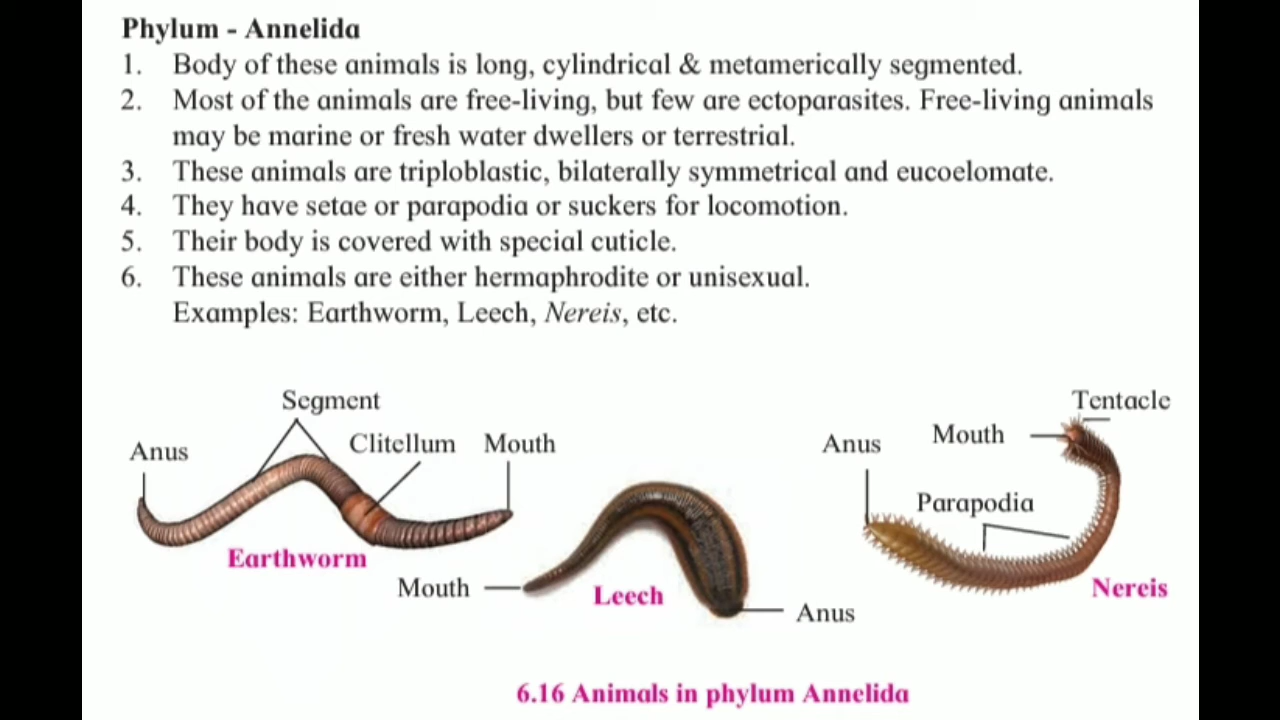 Phylum - Annelida
1. Body of these animals is long, cylindrical & metamerically segmented.
2. Most of the animals are free-living, but few are ectoparasites. Free-living animals
may be marine or fresh water dwellers or terrestrial.
3. These animals are triploblastic, bilaterally symmetrical and eucoelomate.
4. They have setae or parapodia or suckers for locomotion.
5. Their body is covered with special cuticle.
6. These animals are either hermaphrodite or unisexual.
Examples: Earthworm, Leech, Nereis, etc.
Segment
Anus
Clitellum
Mouth
Earthworm
Mouth
Leech
Anus
Tentacle
Anus
Mouth
Parapodia
Nereis
6.16 Animals in phylum Annelida